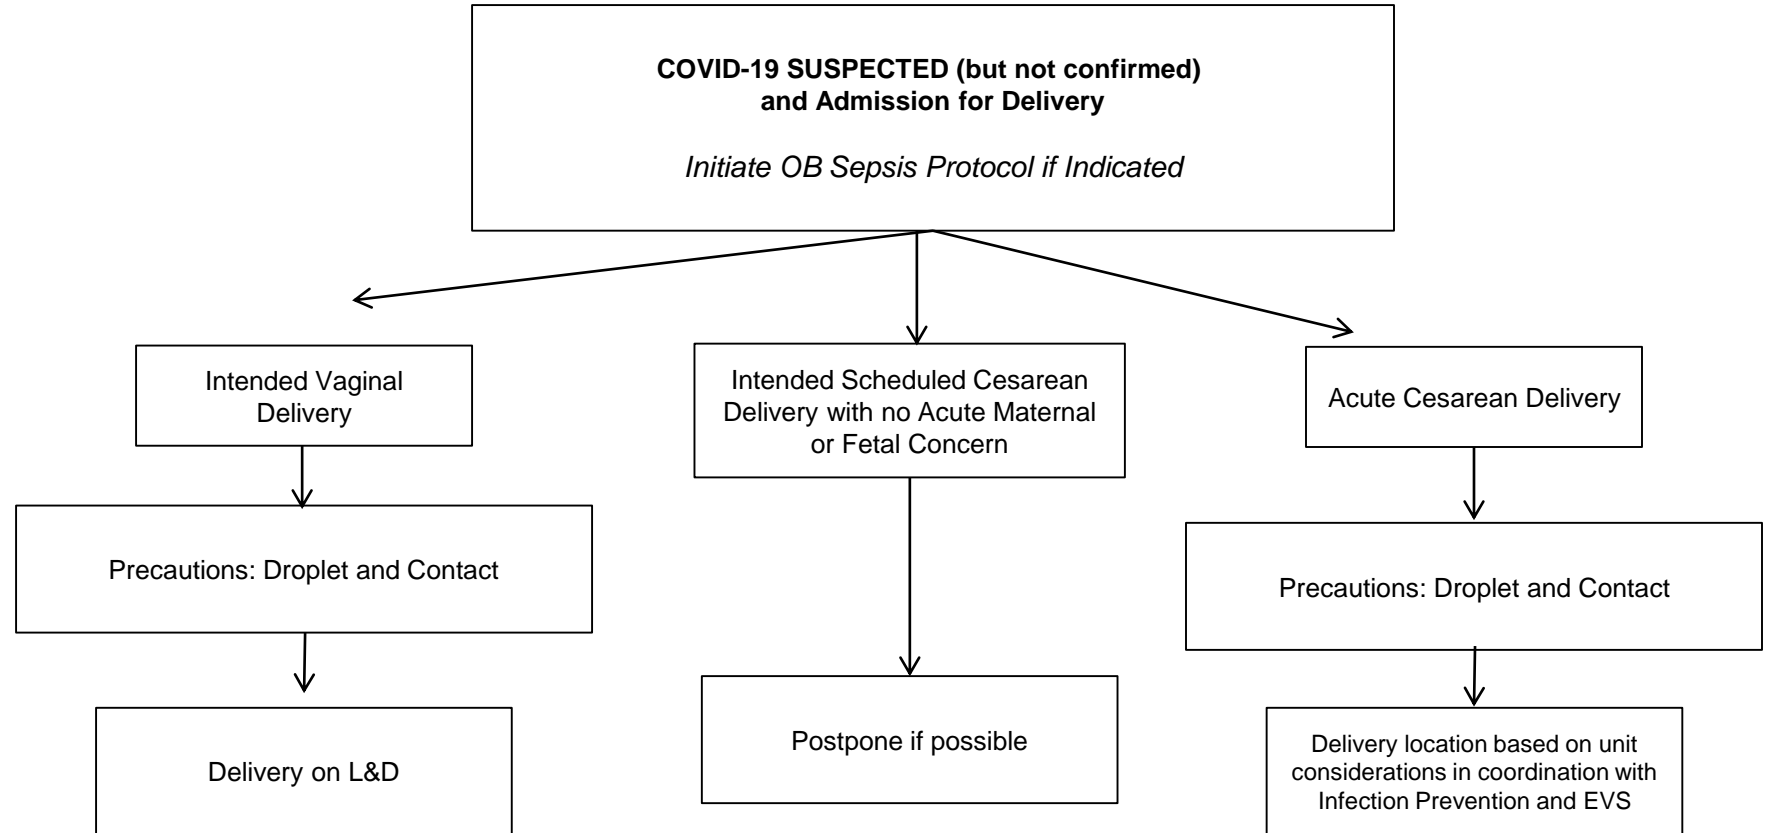 COVID-19 SUSPECTED (but not confirmed)
and Admission for Delivery
Initiate OB Sepsis Protocol if Indicated
Intended Vaginal
Delivery
Intended Scheduled Cesarean
Delivery with no Acute Maternal
or Fetal Concern
Acute Cesarean Delivery
Precautions: Droplet and Contact
Precautions: Droplet and Contact
Delivery on L&D
Postpone if possible
Delivery location based on unit
considerations in coordination with
Infection Prevention and EVS